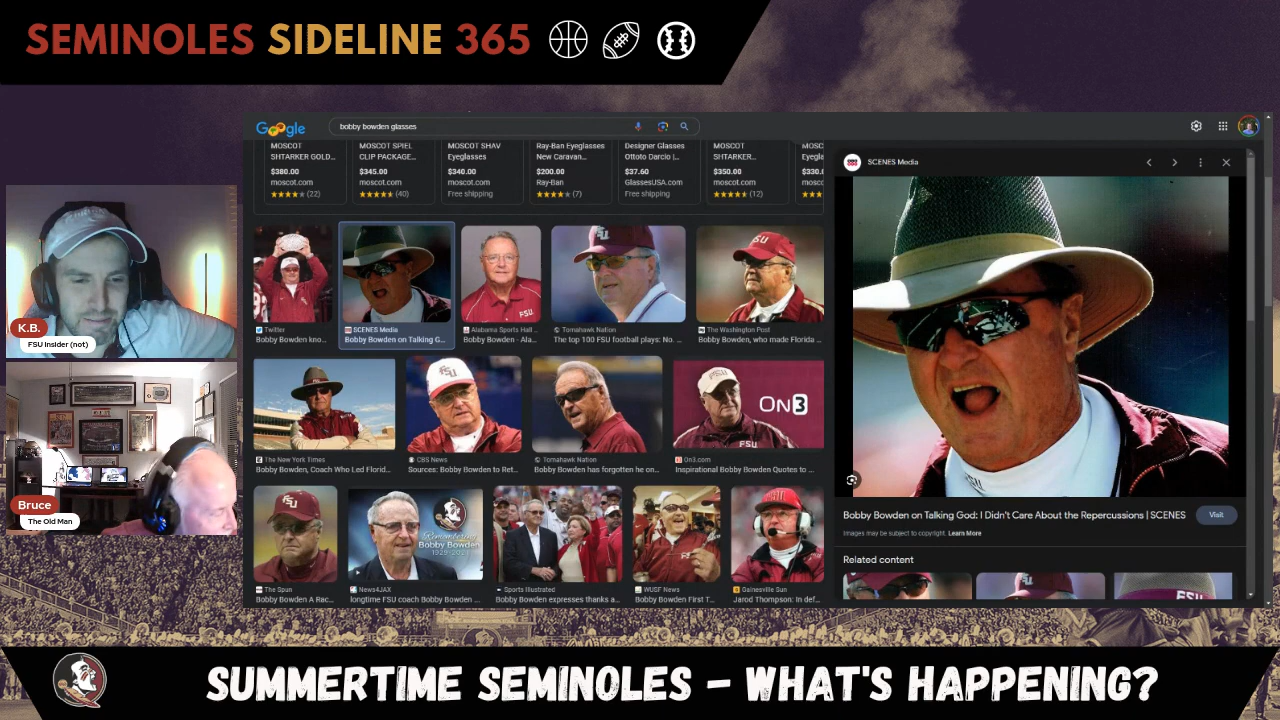 SEMINOLES SIDELINE 365
Google
bobby bowden glasses
MOSCOT
SHTARKER GOLD...
$380.00
moscot.com
(22)
MOSCOT SPIEL
CLIP PACKAGE...
$345.00
moscot.com
(40)
MOSCOT SHAV
Eyeglasses
$340.00
moscot.com
Free shipping
Ray-Ban Eyeglasses
New Caravan...
$200.00
Ray-Ban
(7)
Designer Glasses
Ottoto Darcio |...
$37.60
GlassesUSA.com
Free shipping
MOSCOT
SHTARKER...
$350.00
moscot.com
(12)
$330.0
Twitter
Bobby Bowden kno...
SCENES Media
Bobby Bowden on Talking G...
FSU
Alabama Sports Hall ...
Bobby Bowden - Ala...
Tomahawk Nation
The top 100 FSU football plays: No. ...
FSU
The Washington Post
Bobby Bowden, who made Florida ...
The New York Times
Bobby Bowden, Coach Who Led Florid...
FSU
CBS News
Sources: Bobby Bowden to Ret...
Tomahawk Nation
Bobby Bowden has forgotten he on...
ON3
FSU
On3.com
Inspirational Bobby Bowden Quotes to ...
The Spun
Bobby Bowden A Rac...
Remembering
Bobby Bowden
News4JAX
longtime FSU coach Bobby Bowden ...
Sports Illustrated
Bobby Bowden expresses thanks a...
WUSF News
Bobby Bowden First T...
Gainesville Sun
Jarod Thompson: In def...
SCENES Media
Bobby Bowden on Talking God: I Didn't Care About the Repercussions | SCENES
Visit
Images may be subject to copyright. Learn More
Related content
K.B.
FSU Insider (not)
Bruce
The Old Man
SUMMERTIME SEMINOLES - WHAT'S HAPPENING?